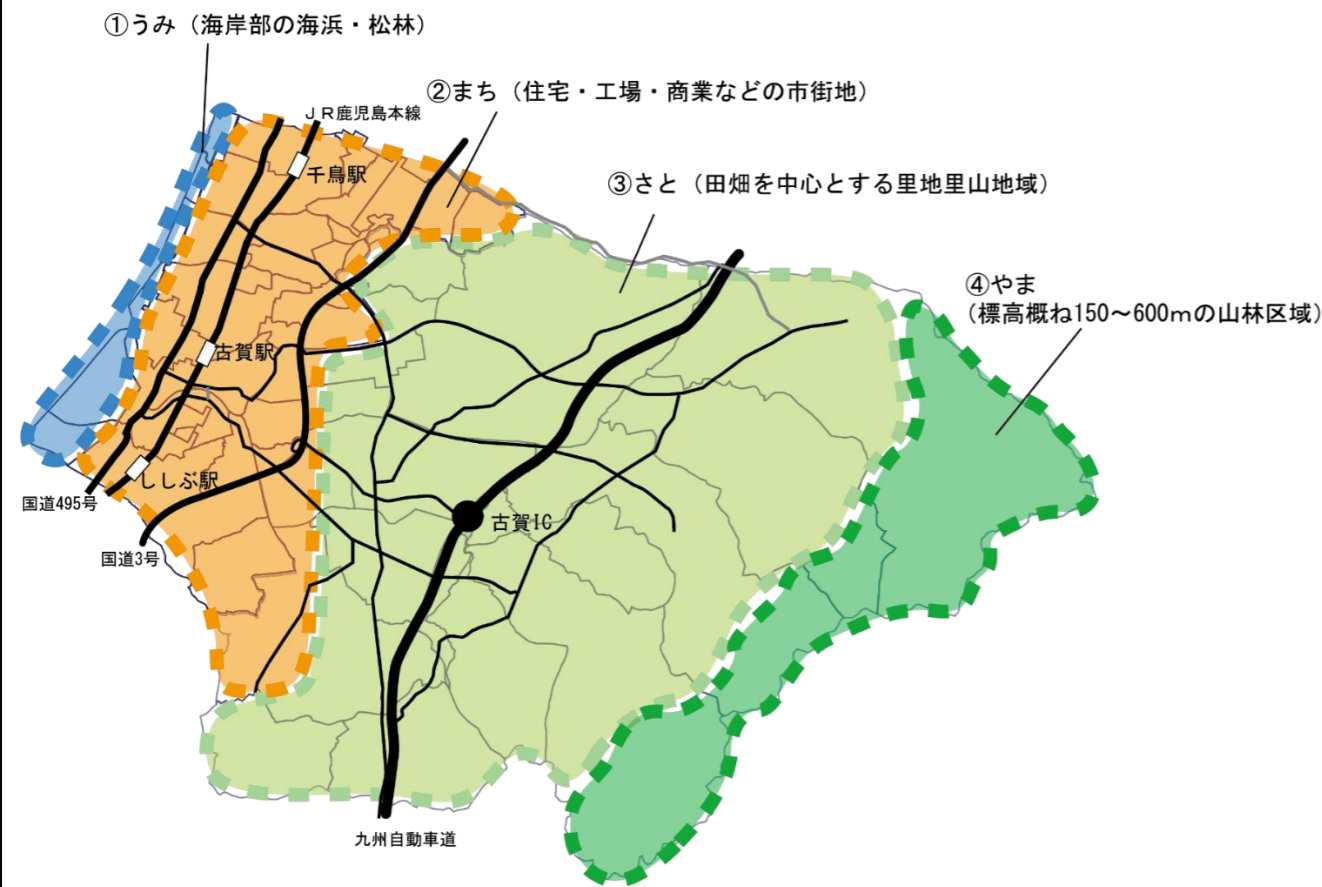 ①うみ（海岸部の海浜・松林）
②まち（住宅・工場・商業などの市街地）
ＪＲ鹿児島本線
千鳥駅
③さと（田畑を中心とする里地里山地域）
④やま
（標高概ね150～600ｍの山林区域）
古賀駅
ししぶ駅
国道495号
古賀IC
国道3号
九州自動車道